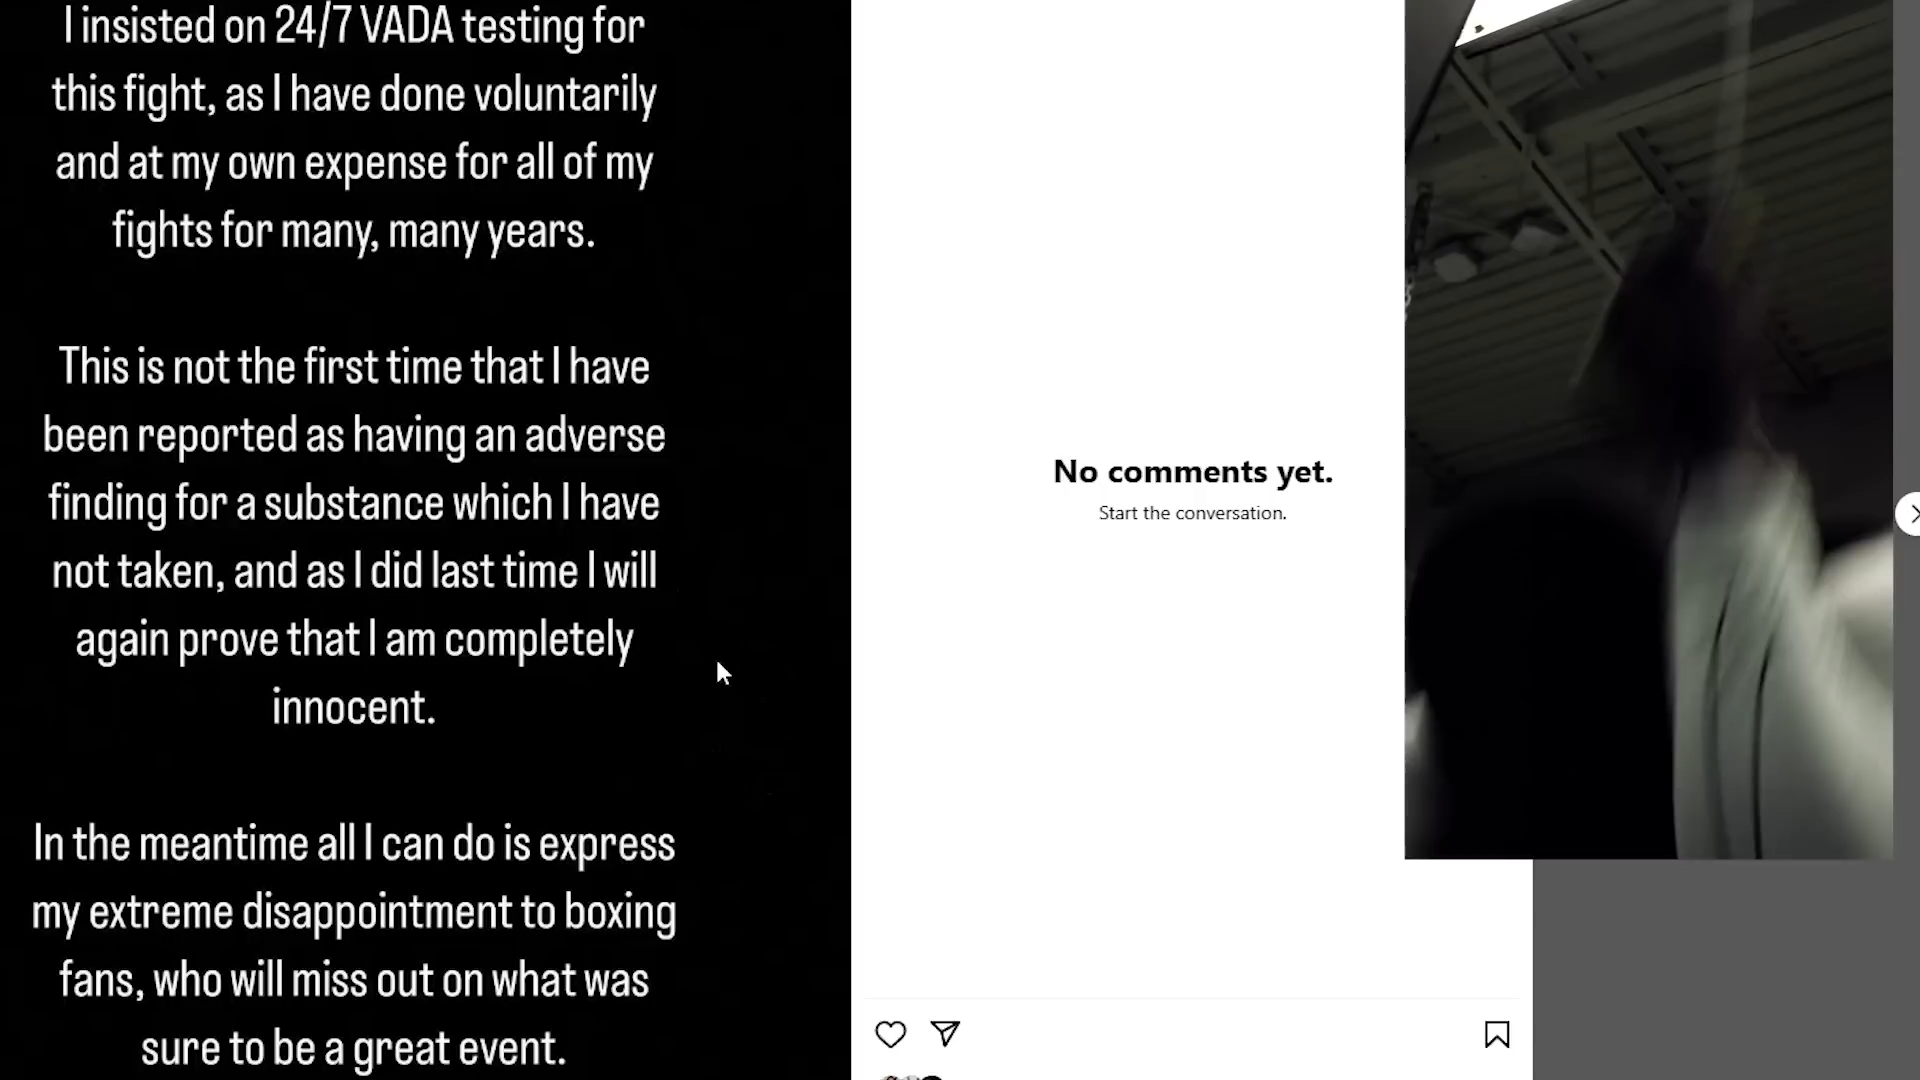 I insisted on 24/7 VADA testing for
this fight, as I have done voluntarily
and at my own expense for all of my
fights for many, many years.
This is not the first time that I have
been reported as having an adverse
finding for a substance which I have
not taken, and as I did last time I will
again prove that I am completely
innocent.
In the meantime all I can do is express
my extreme disappointment to boxing
fans, who will miss out on what was
sure to be a great event.
No comments yet.
Start the conversation.